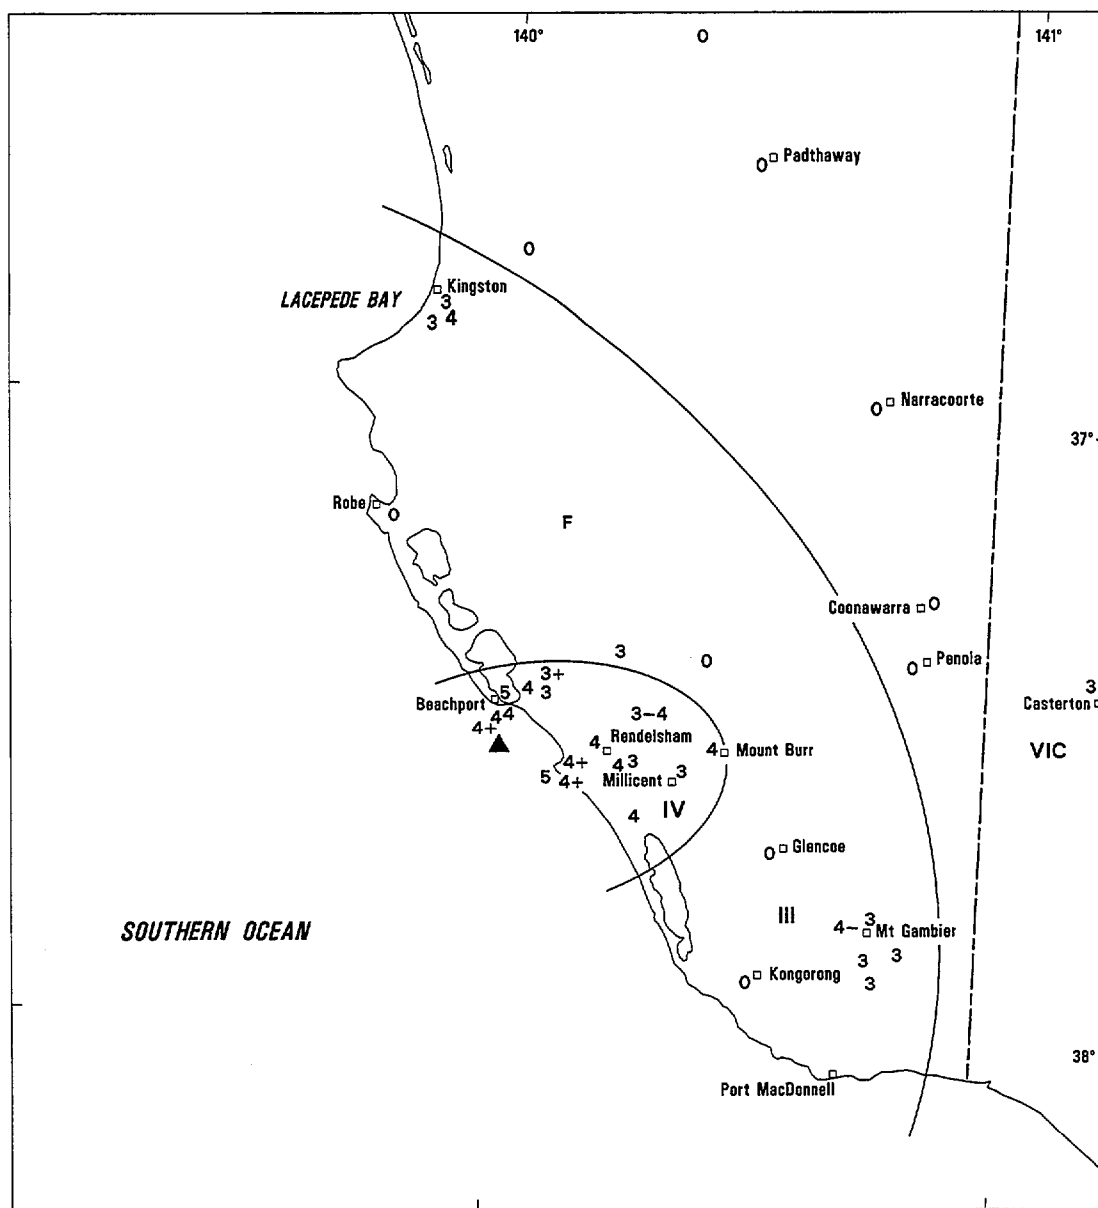 140° O 141°
O Padthaway
O
Kingston
LACEPEDE BAY
3
3 4
O Narracoorte
37°
Robe
O
F
Coonawarra O
3
O
O Penola
3+
3
Casterton
Beachport 5 4 3
4 4
4+
3-4
VIC
4 Rendelsham
4 Mount Burr
4+ 4 3
5 4+ Millicent 3
4 IV
O Glencoe
SOUTHERN OCEAN
III
3
4- Mt Gambier
3 3
O Kongorong
3
38°
Port MacDonnell